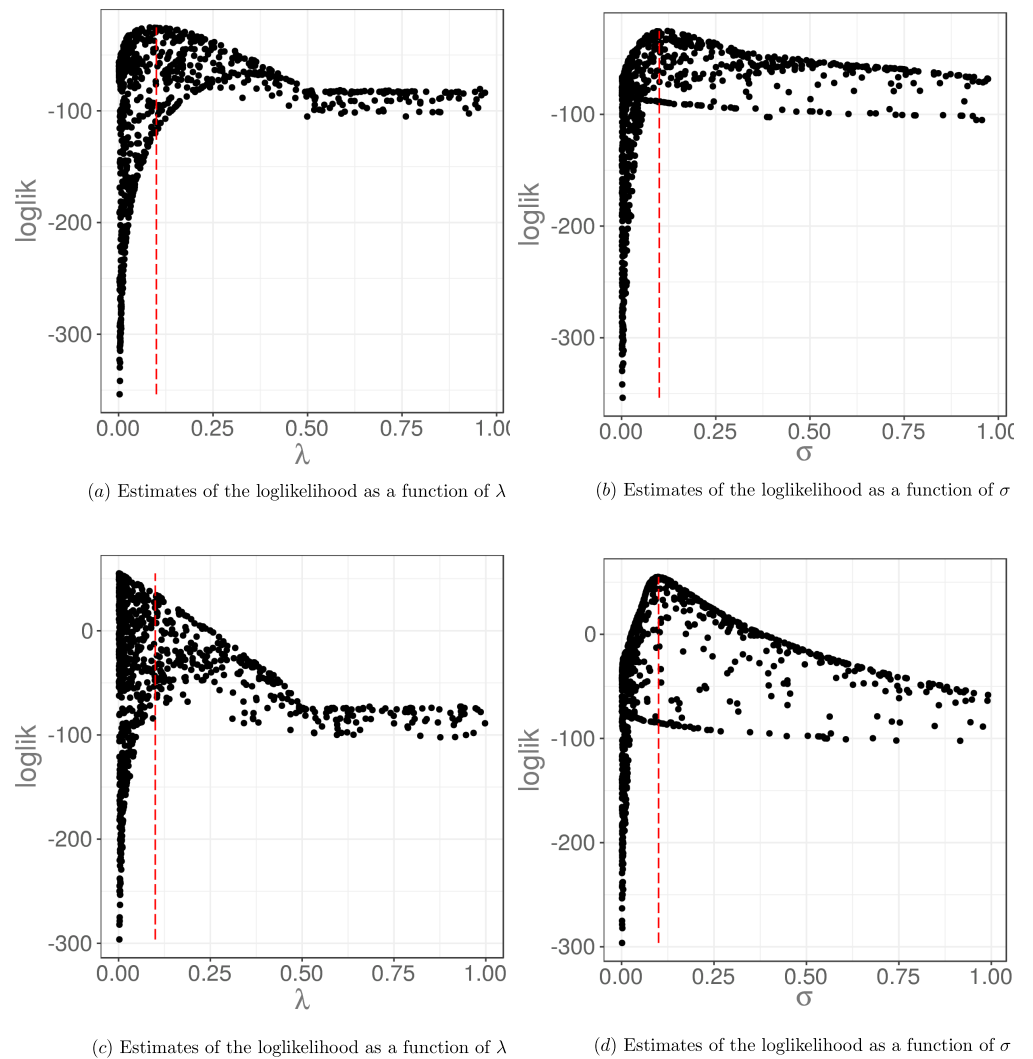 -100
-200
-300
loglik
0.00 0.25 0.50 0.75 1.00
λ
(a) Estimates of the loglikelihood as a function of λ
-100
-200
-300
loglik
0.00 0.25 0.50 0.75 1.00
σ
(b) Estimates of the loglikelihood as a function of σ
0
-100
-200
-300
loglik
0.00 0.25 0.50 0.75 1.00
λ
(c) Estimates of the loglikelihood as a function of λ
0
-100
-200
-300
loglik
0.00 0.25 0.50 0.75 1.00
σ
(d) Estimates of the loglikelihood as a function of σ